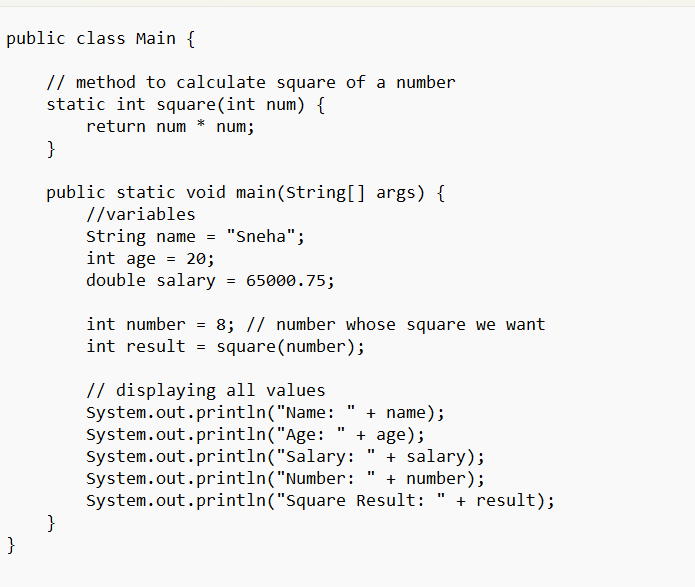 public class Main {
// method to calculate square of a number
static int square(int num) {
return num * num;
}
public static void main(String[] args) {
//variables
String name = "Sneha";
int age = 20;
double salary = 65000.75;
int number = 8; // number whose square we want
int result = square(number);
// displaying all values
System.out.println("Name: " + name);
System.out.println("Age: " + age);
System.out.println("Salary: " + salary);
System.out.println("Number: " + number);
System.out.println("Square Result: " + result);
}
}